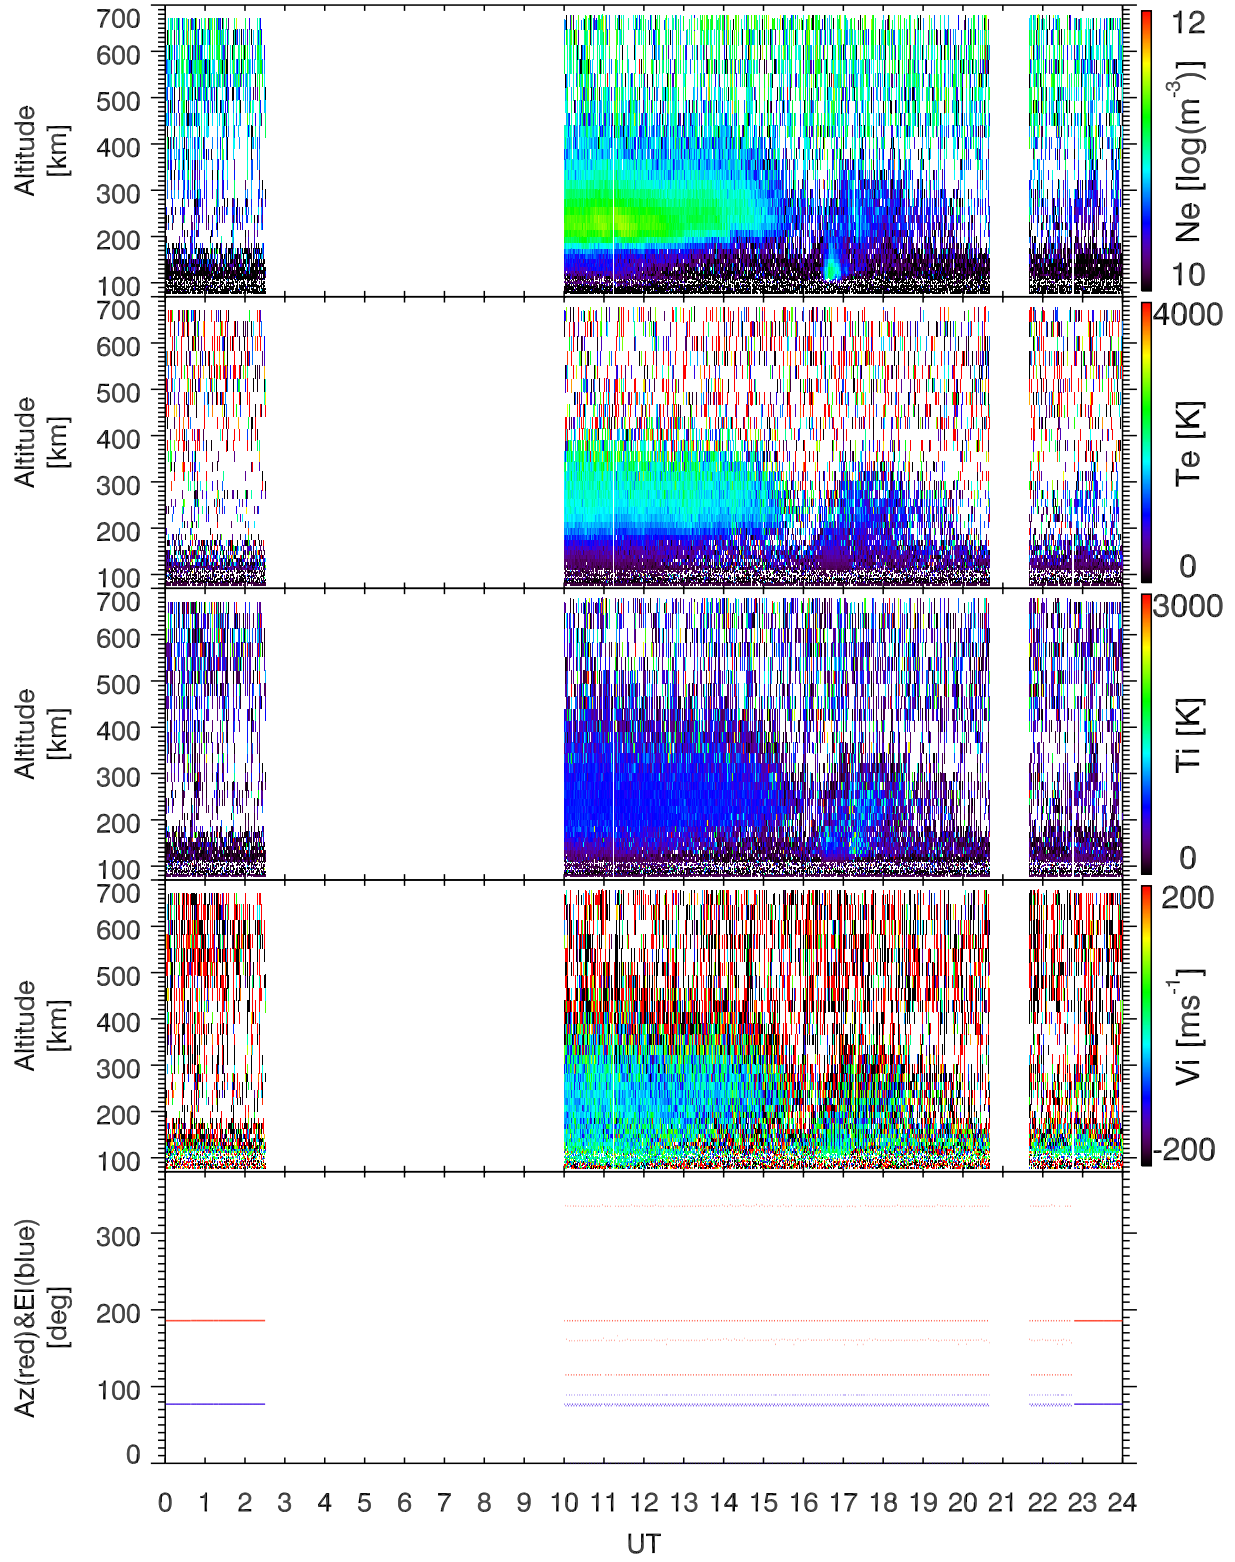 700
600
500
400
300
200
100
Altitude
[km]
12
10
Ne [log(m⁻³)]
700
600
500
400
300
200
100
Altitude
[km]
4000
0
Te [K]
700
600
500
400
300
200
100
Altitude
[km]
3000
0
Ti [K]
700
600
500
400
300
200
100
Altitude
[km]
200
-200
Vi [ms⁻¹]
300
200
100
0
Az(red)&El(blue)
[deg]
0 1 2 3 4 5 6 7 8 9 10 11 12 13 14 15 16 17 18 19 20 21 22 23 24
UT